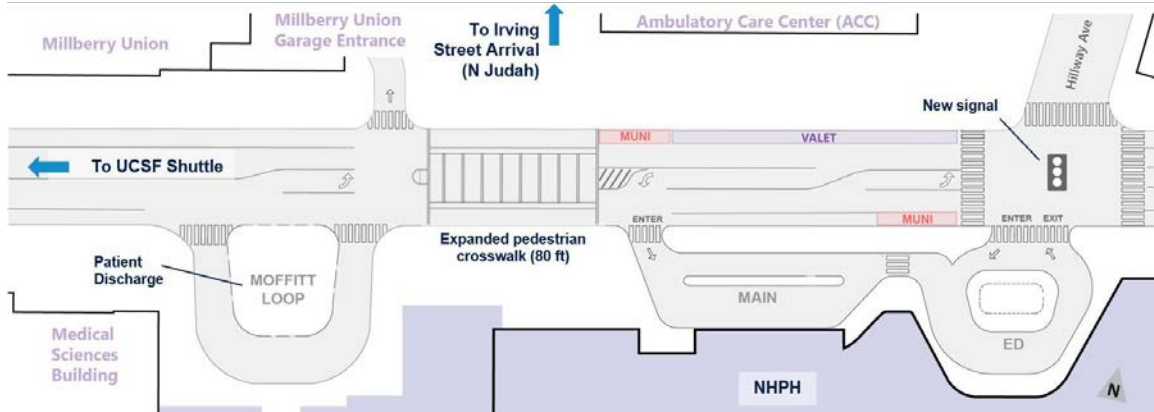 Millberry Union
Millberry Union
Garage Entrance
To Irving
Street Arrival
(N Judah)
Ambulatory Care Center (ACC)
Hillway Ave
New signal
MUNI
VALET
To UCSF Shuttle
MUNI
ENTER
ENTER
EXIT
Expanded pedestrian
crosswalk (80 ft)
Patient
Discharge
MOFFITT
LOOP
MAIN
ED
Medical
Sciences
Building
NHPH
N